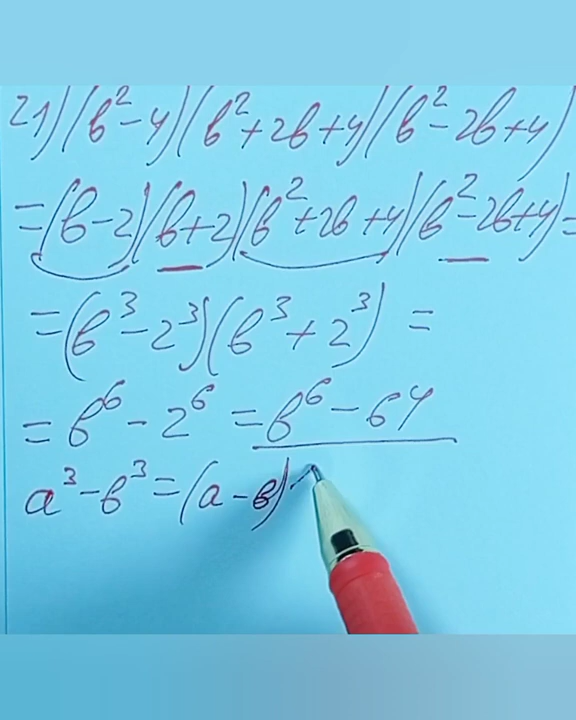 21) (b² - 4)(b² + 2b + 4)(b² - 2b + 4)
= (b - 2)(b + 2)(b² + 2b + 4)(b² - 2b + 4) =
= (b³ - 2³)(b³ + 2³) =
= b⁶ - 2⁶ = b⁶ - 64
a³ - b³ = (a - b)